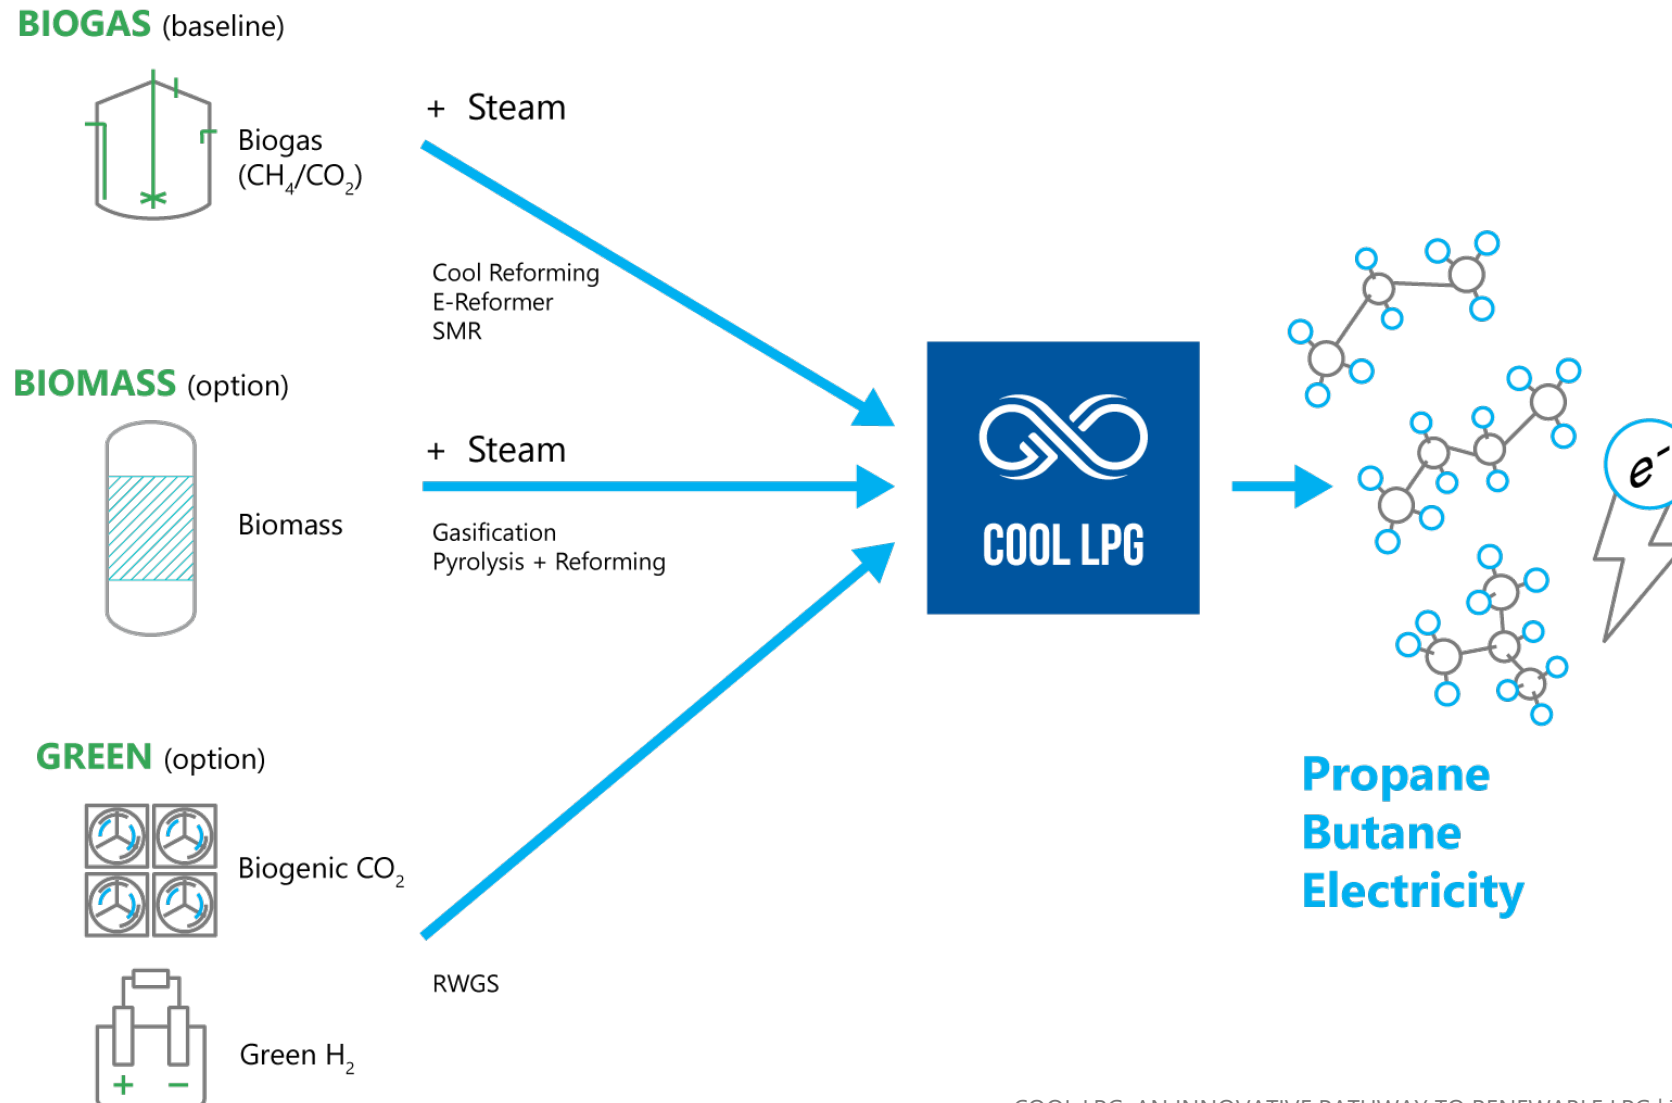 BIOGAS (baseline)
+ Steam
Biogas
(CH₄/CO₂)
Cool Reforming
E-Reformer
SMR
BIOMASS (option)
+ Steam
Biomass
Gasification
Pyrolysis + Reforming
COOL LPG
e-
GREEN (option)
Biogenic CO₂
RWGS
Green H₂
+ −
Propane
Butane
Electricity